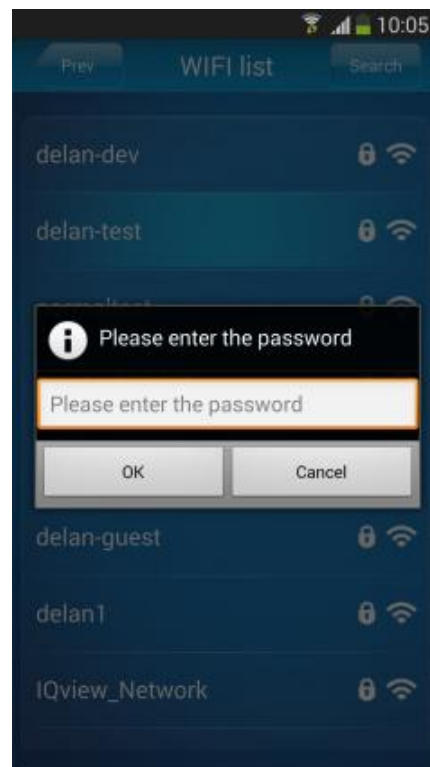 10:05
Prev WIFI list Search
delan-dev
delan-test
Please enter the password
Please enter the password
OK Cancel
delan-guest
delan1
IQview_Network